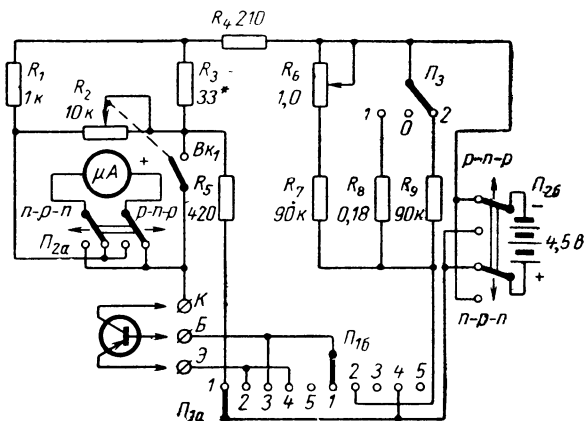 R4 210
R1
1к
R2
10к
R3
33*
R6
1,0
П3
1
0
2
Вк1
μA
+
R5
420
R7
90к
R8
0,18
R9
90к
p-n-p
П2б
–
4,5 в
+
n-p-n
n-p-n
p-n-p
П2а
К
Б
Э
П1б
1 2 3 4 5 1 2 3 4 5